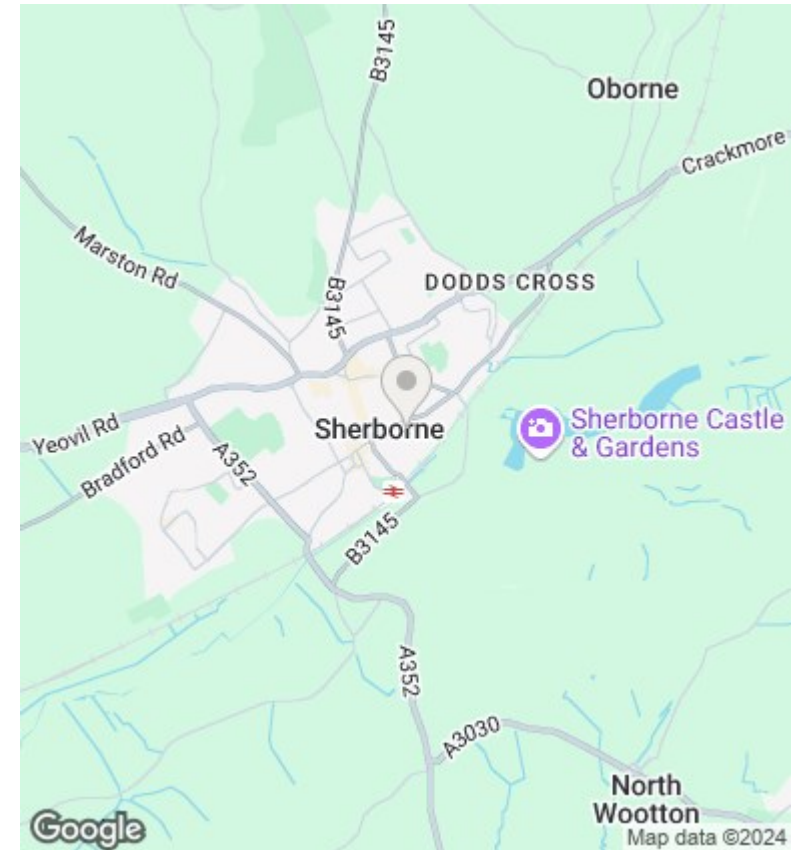 B3145
Oborne
Crackmore
Marston Rd
B3145
DODDS CROSS
Sherborne
Sherborne Castle
& Gardens
Yeovil Rd
Bradford Rd
A352
B3145
A352
A3030
North
Wootton
Google
Map data ©2024